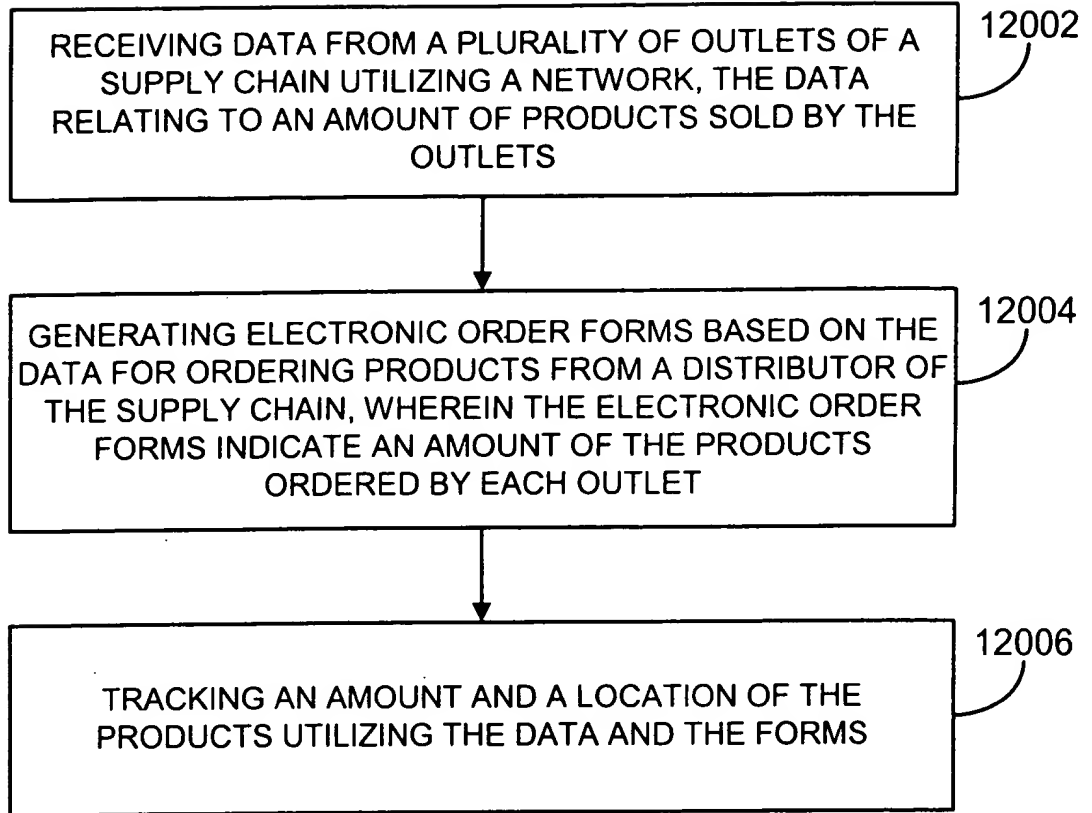 RECEIVING DATA FROM A PLURALITY OF OUTLETS OF A
SUPPLY CHAIN UTILIZING A NETWORK, THE DATA
RELATING TO AN AMOUNT OF PRODUCTS SOLD BY THE
OUTLETS
12002
GENERATING ELECTRONIC ORDER FORMS BASED ON THE
DATA FOR ORDERING PRODUCTS FROM A DISTRIBUTOR OF
THE SUPPLY CHAIN, WHEREIN THE ELECTRONIC ORDER
FORMS INDICATE AN AMOUNT OF THE PRODUCTS
ORDERED BY EACH OUTLET
12004
TRACKING AN AMOUNT AND A LOCATION OF THE
PRODUCTS UTILIZING THE DATA AND THE FORMS
12006